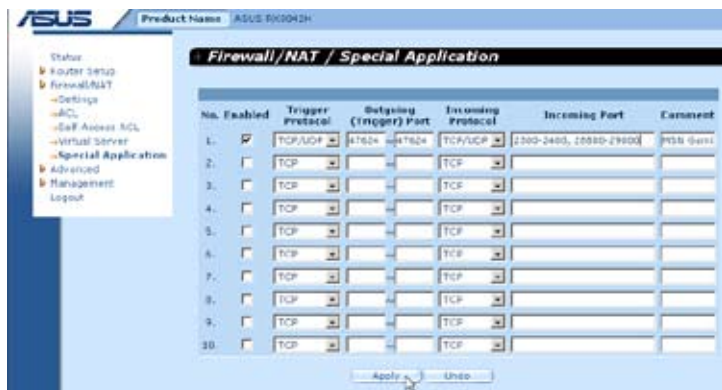 ASUS
Product Name ASUS RX3042H
Firewall/NAT / Special Application
Status
Router Setup
Firewall/NAT
Settings
ACL
Self Access ACL
Virtual Server
Special Application
Advanced
Management
Logout
No. Enabled Trigger Protocol Outgoing (Trigger) Port Incoming Protocol Incoming Port Comment
1. TCP/UDP 47624 47624 TCP/UDP 2300-2400, 28800-29000 MSN
2. TCP TCP
3. TCP TCP
4. TCP TCP
5. TCP TCP
6. TCP TCP
7. TCP TCP
8. TCP TCP
9. TCP TCP
10. TCP TCP
Apply Undo